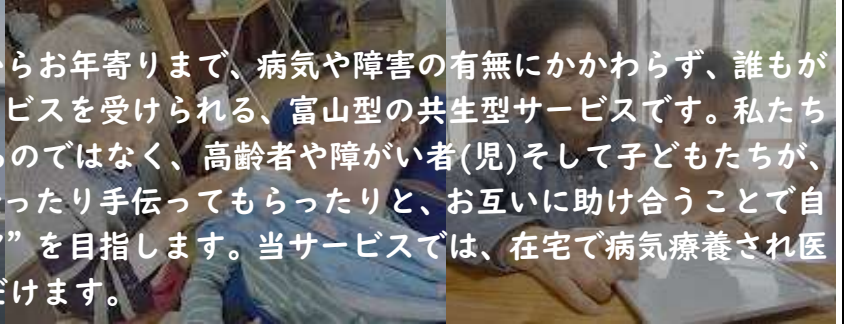 らお年寄りまで、病気や障害の有無にかかわらず、誰もが
ビスを受けられる、富山型の共生型サービスです。私たち
のではなく、高齢者や障がい者(児)そして子どもたちが、
ったり手伝ってもらったりと、お互いに助け合うことで自
”を目指します。当サービスでは、在宅で病気療養され医
だけます。